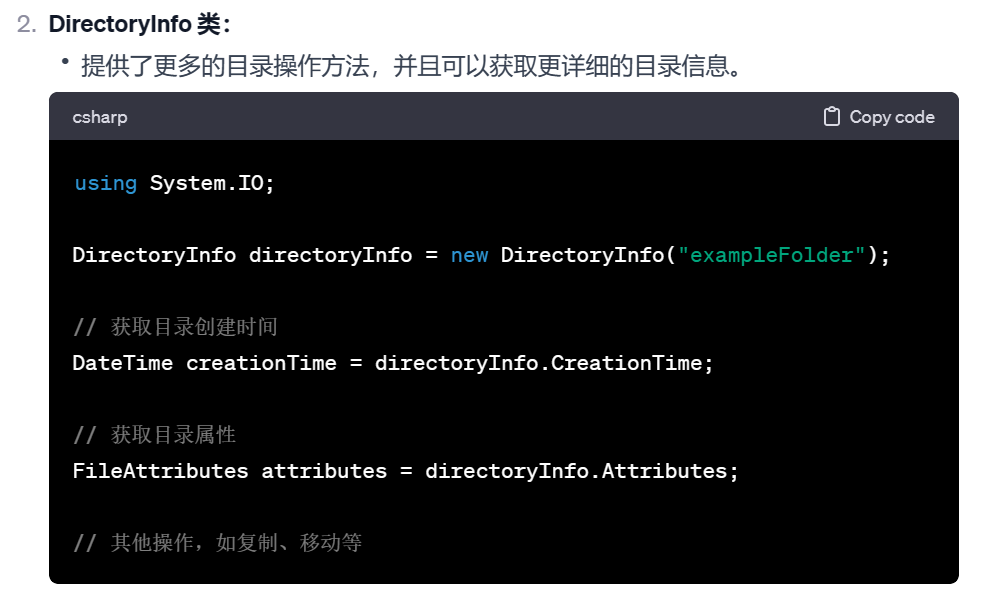 2. DirectoryInfo 类：
• 提供了更多的目录操作方法，并且可以获取更详细的目录信息。
csharp Copy code
using System.IO;
DirectoryInfo directoryInfo = new DirectoryInfo("exampleFolder");
// 获取目录创建时间
DateTime creationTime = directoryInfo.CreationTime;
// 获取目录属性
FileAttributes attributes = directoryInfo.Attributes;
// 其他操作，如复制、移动等